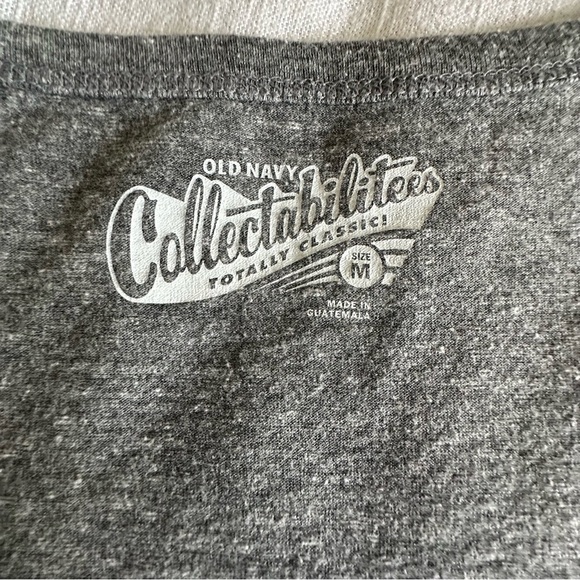 OLD NAVY
Collectabilitees
TOTALLY CLASSIC!
SIZE
M
MADE IN
GUATEMALA